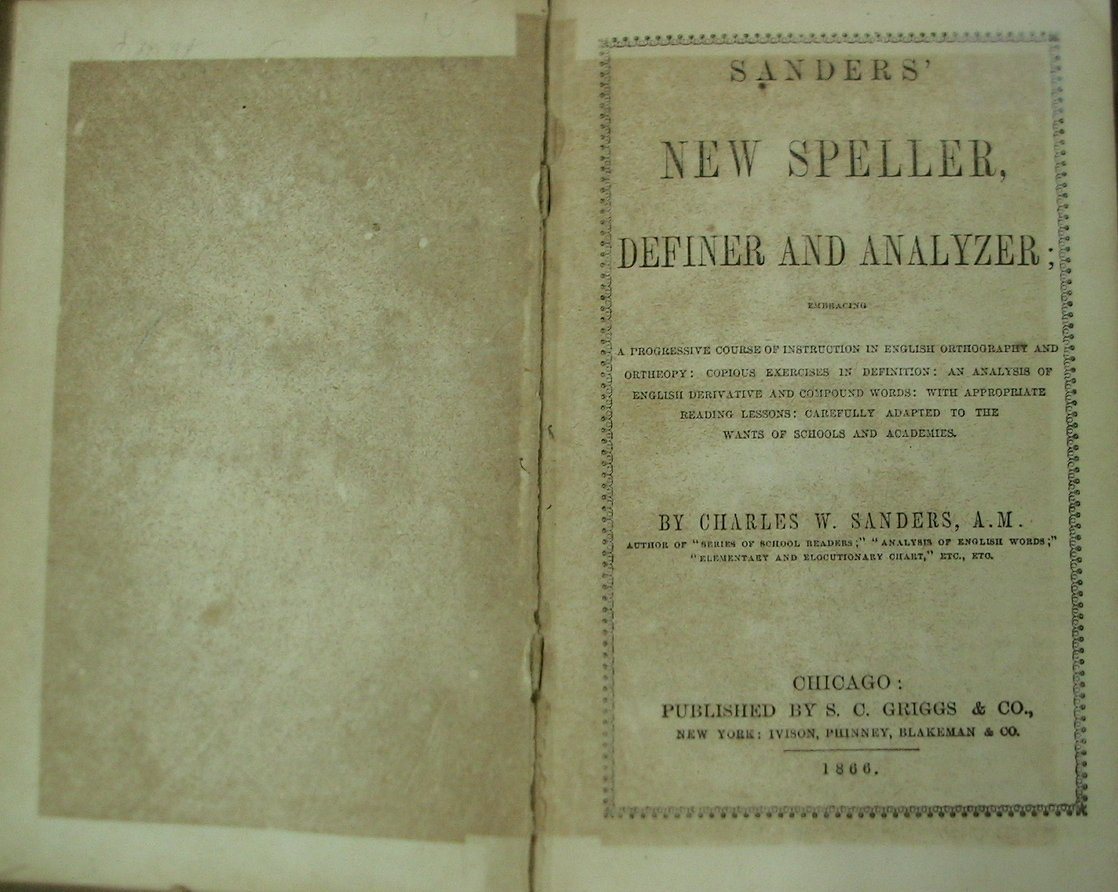 SANDERS'
NEW SPELLER,
DEFINER AND ANALYZER;
EMBRACING
A PROGRESSIVE COURSE OF INSTRUCTION IN ENGLISH ORTHOGRAPHY AND
ORTHEOPY: COPIOUS EXERCISES IN DEFINITION: AN ANALYSIS OF
ENGLISH DERIVATIVE AND COMPOUND WORDS: WITH APPROPRIATE
READING LESSONS: CAREFULLY ADAPTED TO THE
WANTS OF SCHOOLS AND ACADEMIES.
BY CHARLES W. SANDERS, A.M.
AUTHOR OF "SERIES OF SCHOOL READERS;" "ANALYSIS OF ENGLISH WORDS;"
"ELEMENTARY AND ELOCUTIONARY CHART," ETC., ETC.
CHICAGO:
PUBLISHED BY S. C. GRIGGS & CO.,
NEW YORK: IVISON, PHINNEY, BLAKEMAN & CO.
1866.